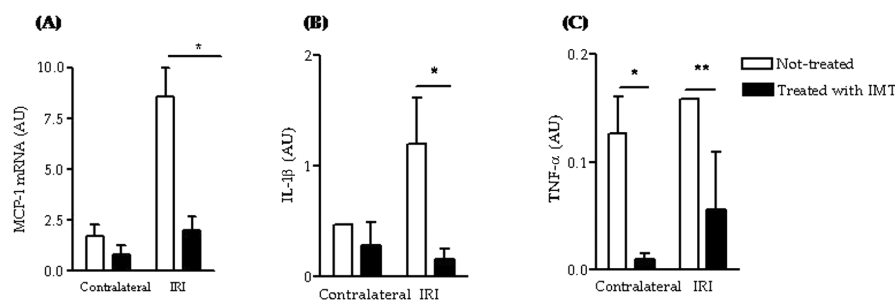 (A)
*
10.0
7.5
5.0
2.5
0.0
MCP-1 mRNA (AU)
Contralateral IRI
(B)
*
2
1
0
IL-1β (AU)
Contralateral IRI
(C)
* **
0.2
0.1
0.0
TNF-α (AU)
Contralateral IRI
Not-treated
Treated with IMT